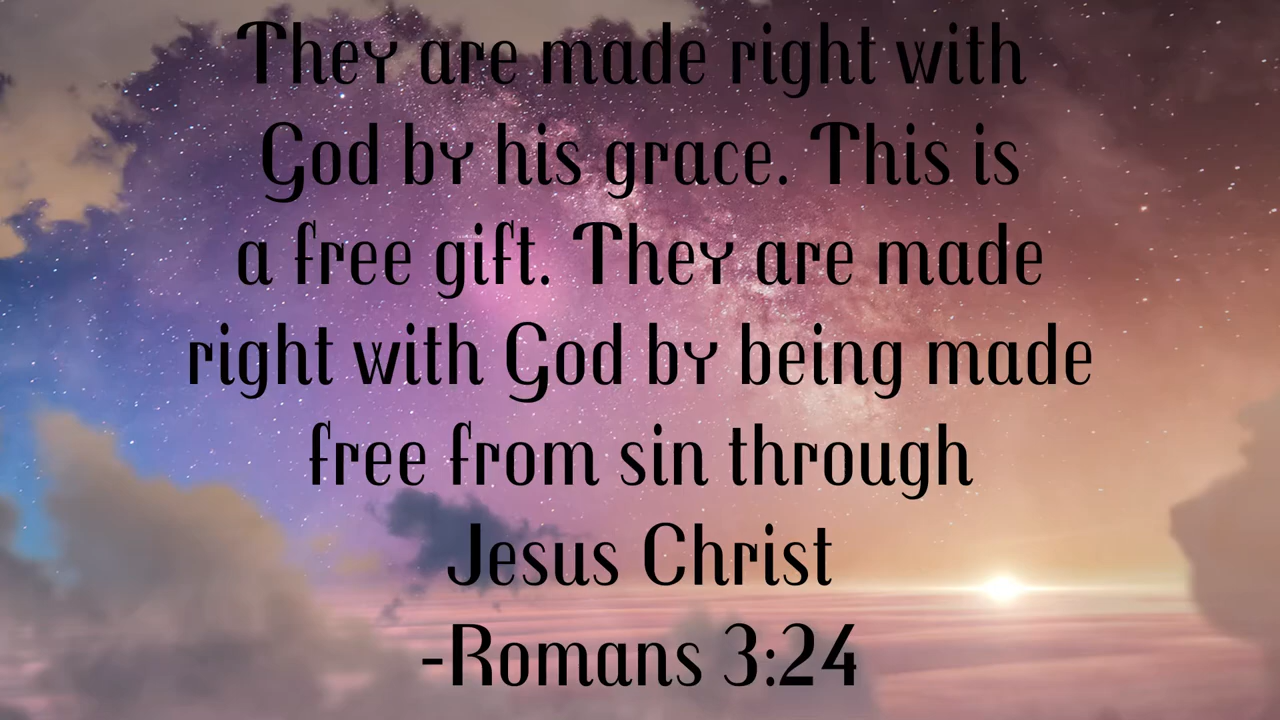 They are made right with
God by his grace. This is
a free gift. They are made
right with God by being made
free from sin through
Jesus Christ
-Romans 3:24